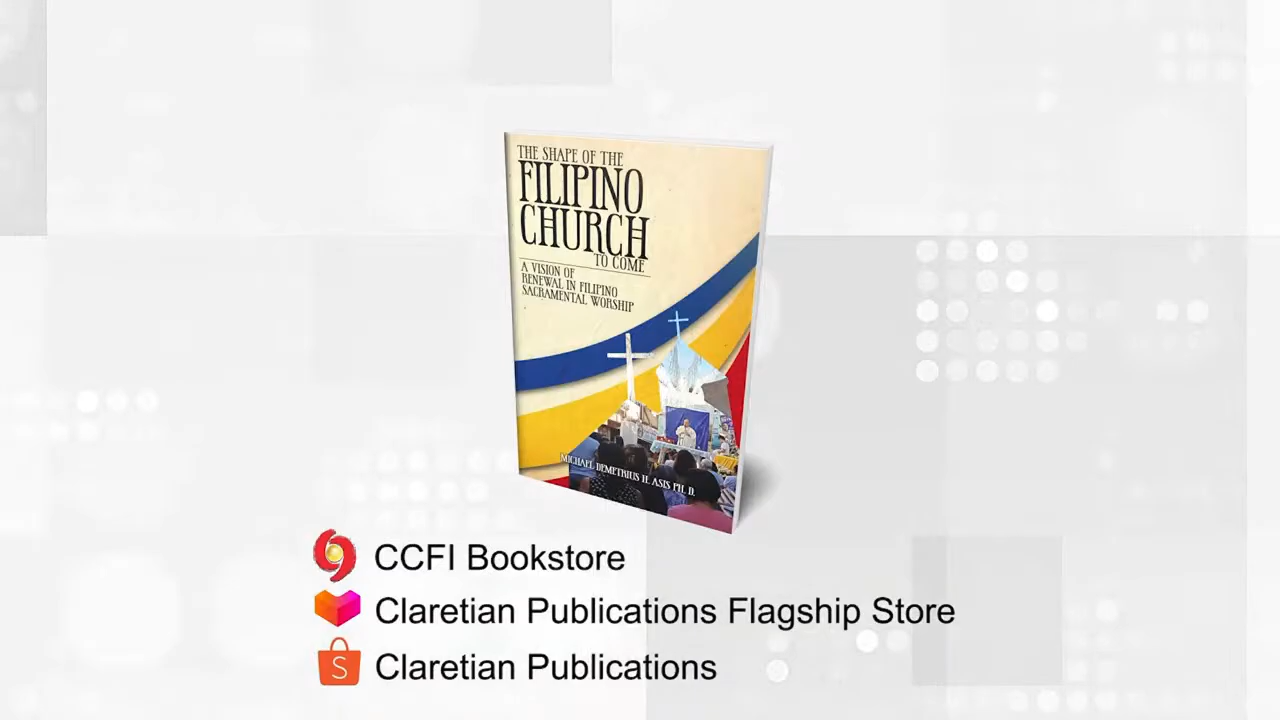 THE SHAPE OF THE
FILIPINO
CHURCH
TO COME
A VISION OF
RENEWAL IN FILIPINO
SACRAMENTAL WORSHIP
MICHAEL DEMETRIUS H. ASIS PH. D.
CCFI Bookstore
Claretian Publications Flagship Store
S
Claretian Publications